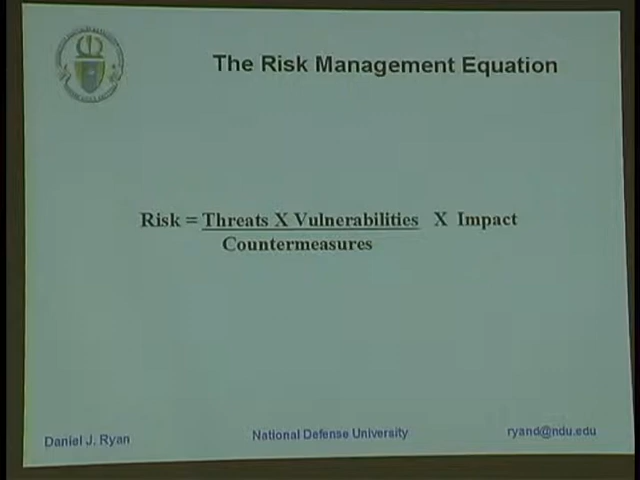 The Risk Management Equation
Risk = Threats X Vulnerabilities X Impact
Countermeasures
Daniel J. Ryan
National Defense University
ryand@ndu.edu